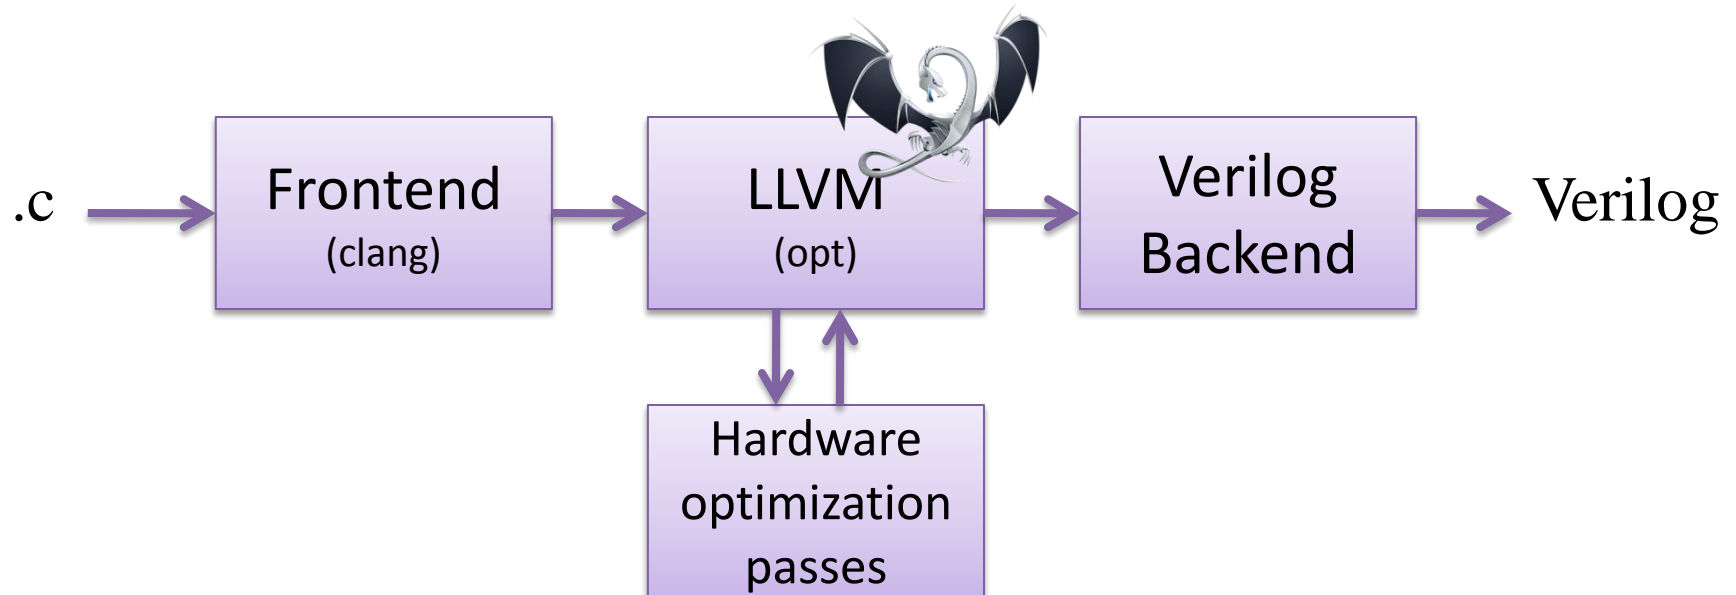 .c
Frontend
(clang)
LLVM
(opt)
Verilog
Backend
Verilog
Hardware
optimization
passes